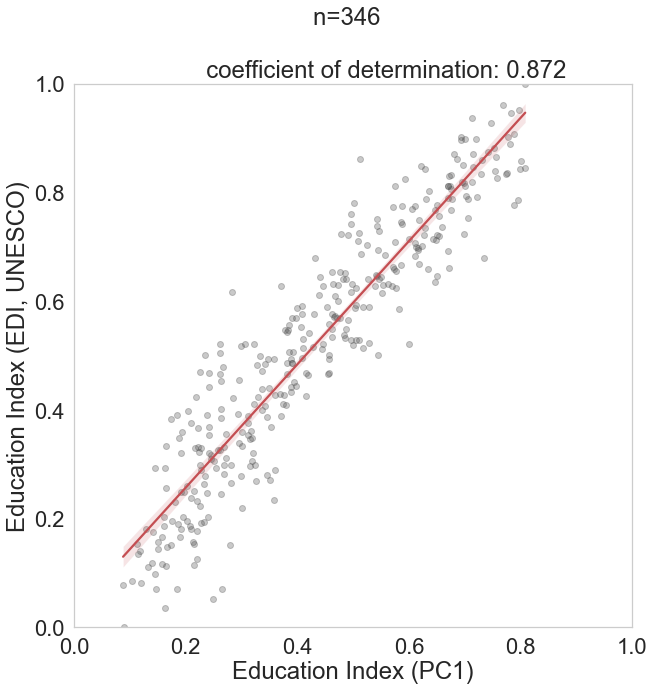 n=346
coefficient of determination: 0.872
1.0
0.8
0.6
0.4
0.2
0.0
Education Index (EDI, UNESCO)
0.0 0.2 0.4 0.6 0.8 1.0
Education Index (PC1)